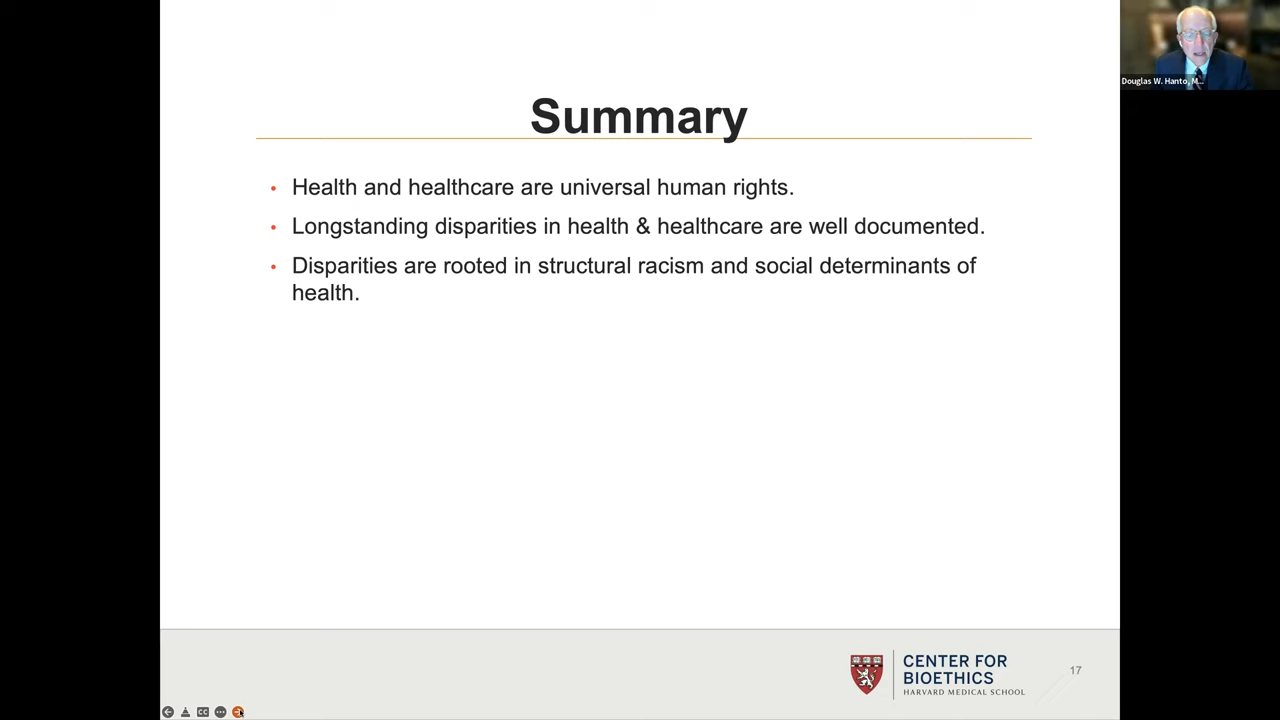 Douglas W. Hanto, M...
Summary
• Health and healthcare are universal human rights.
• Longstanding disparities in health & healthcare are well documented.
• Disparities are rooted in structural racism and social determinants of
health.
CENTER FOR
BIOETHICS
HARVARD MEDICAL SCHOOL
17
CC